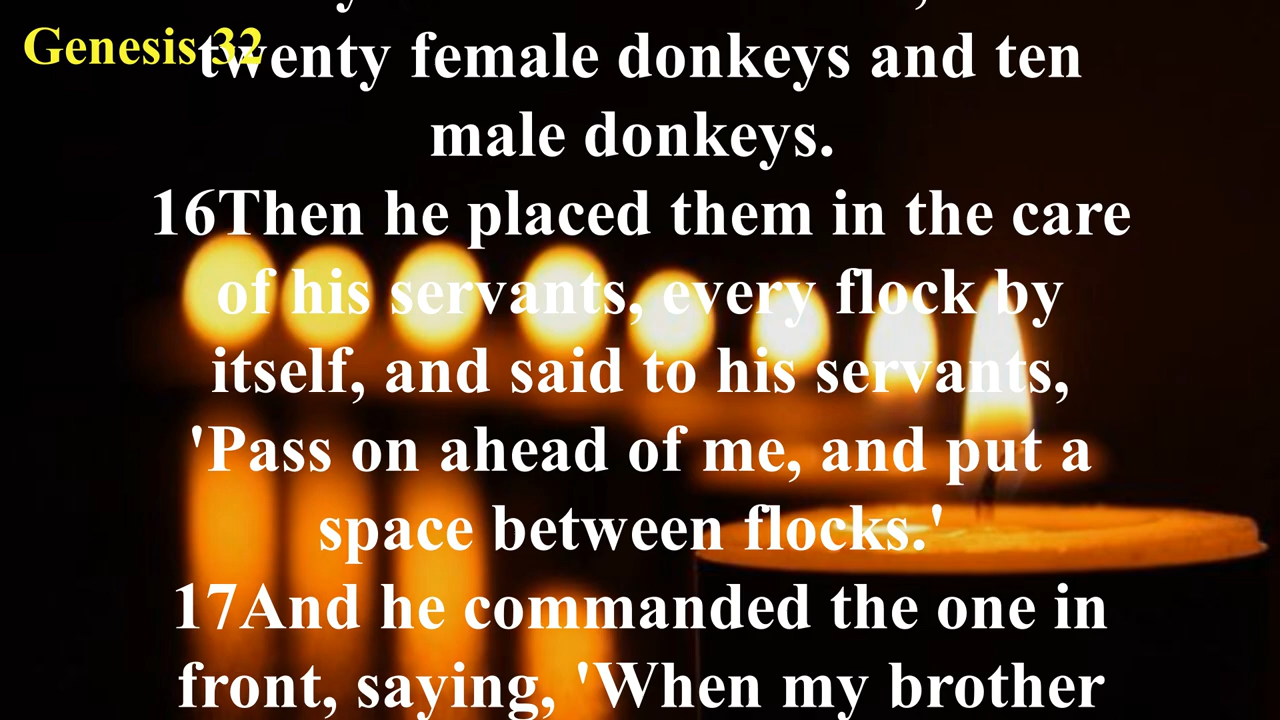 Genesis 32
twenty female donkeys and ten
male donkeys.
16Then he placed them in the care
of his servants, every flock by
itself, and said to his servants,
'Pass on ahead of me, and put a
space between flocks.'
17And he commanded the one in
front, saying, 'When my brother